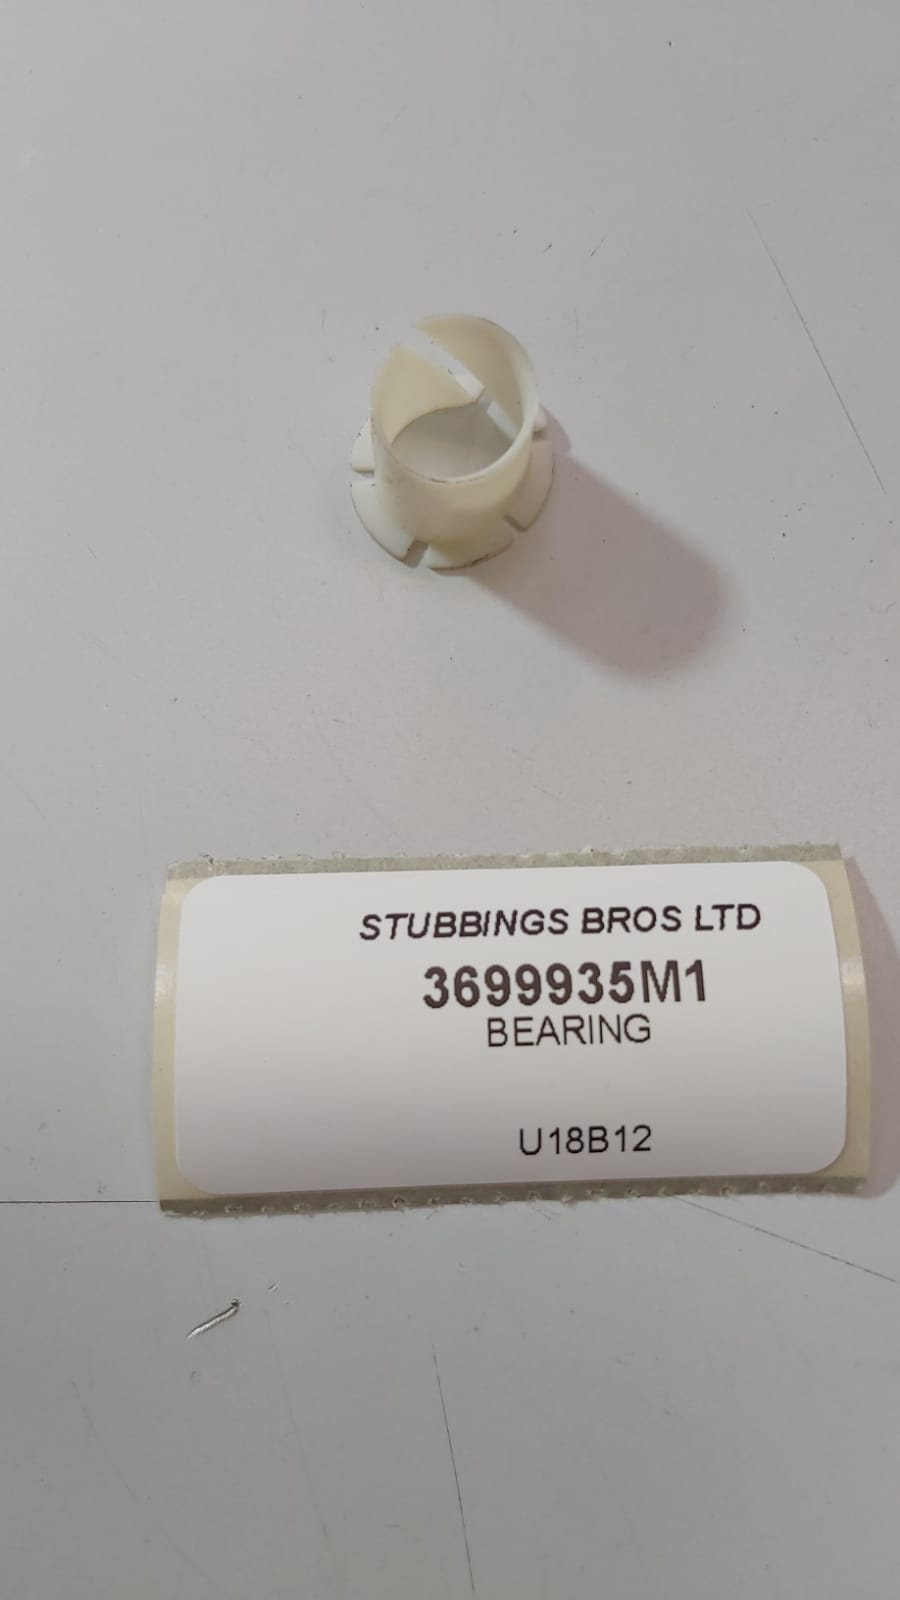 STUBBINGS BROS LTD
3699935M1
BEARING
U18B12